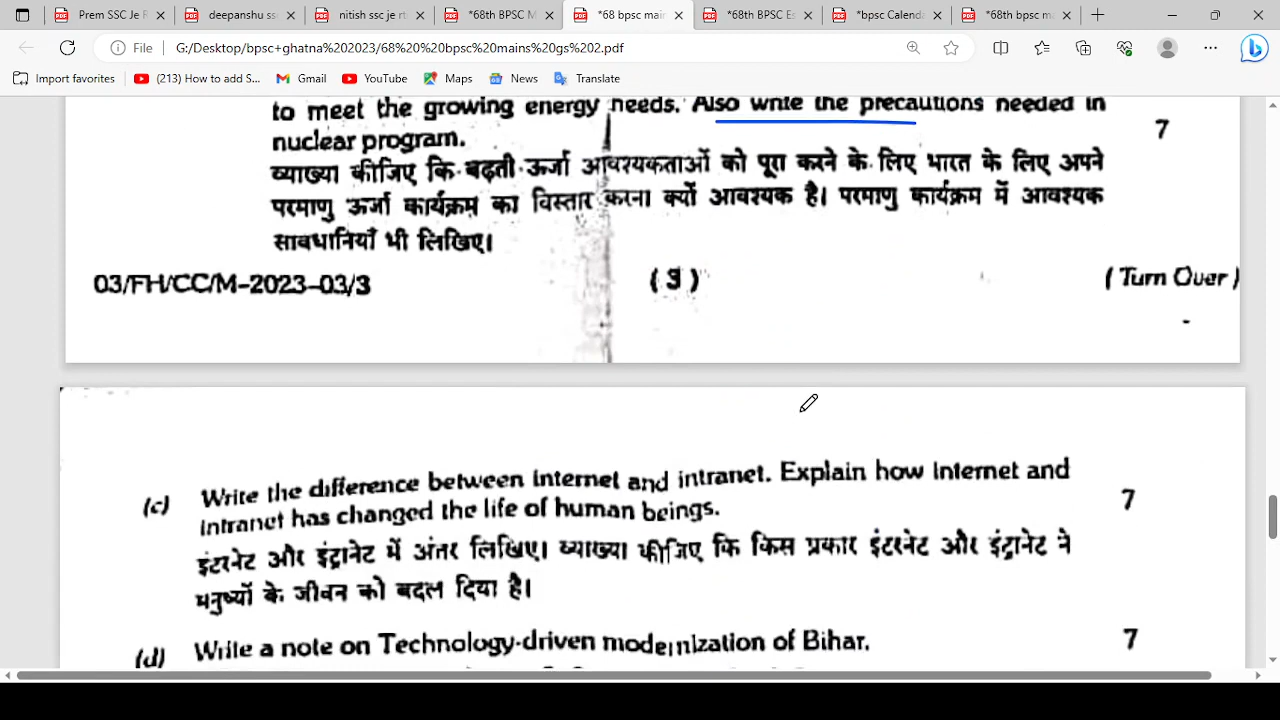 Prem SSC Je R
deepanshu ss
nitish ssc je rt
*68th BPSC M
*68 bpsc mair
*68th BPSC Es
*bpsc Calenda
*68th bpsc ma
File
G:/Desktop/bpsc+ghatna%202023/68%20%20bpsc%20mains%20gs%202.pdf
Import favorites
(213) How to add S...
Gmail
YouTube
Maps
News
Translate
to meet the growing energy needs. Also write the precautions needed in
nuclear program.
7
व्याख्या कीजिए कि बढ़ती ऊर्जा आवश्यकताओं को पूरा करने के लिए भारत के लिए अपने
परमाणु ऊर्जा कार्यक्रम का विस्तार करना क्यों आवश्यक है। परमाणु कार्यक्रम में आवश्यक
सावधानियाँ भी लिखिए।
03/FH/CC/M-2023-03/3
( 3 )
( Turn Over )
(c) Write the difference between internet and intranet. Explain how internet and
intranet has changed the life of human beings.
7
इंटरनेट और इंट्रानेट में अंतर लिखिए। व्याख्या कीजिए कि किस प्रकार इंटरनेट और इंट्रानेट ने
मनुष्यों के जीवन को बदल दिया है।
(d) Write a note on Technology-driven modernization of Bihar.
7